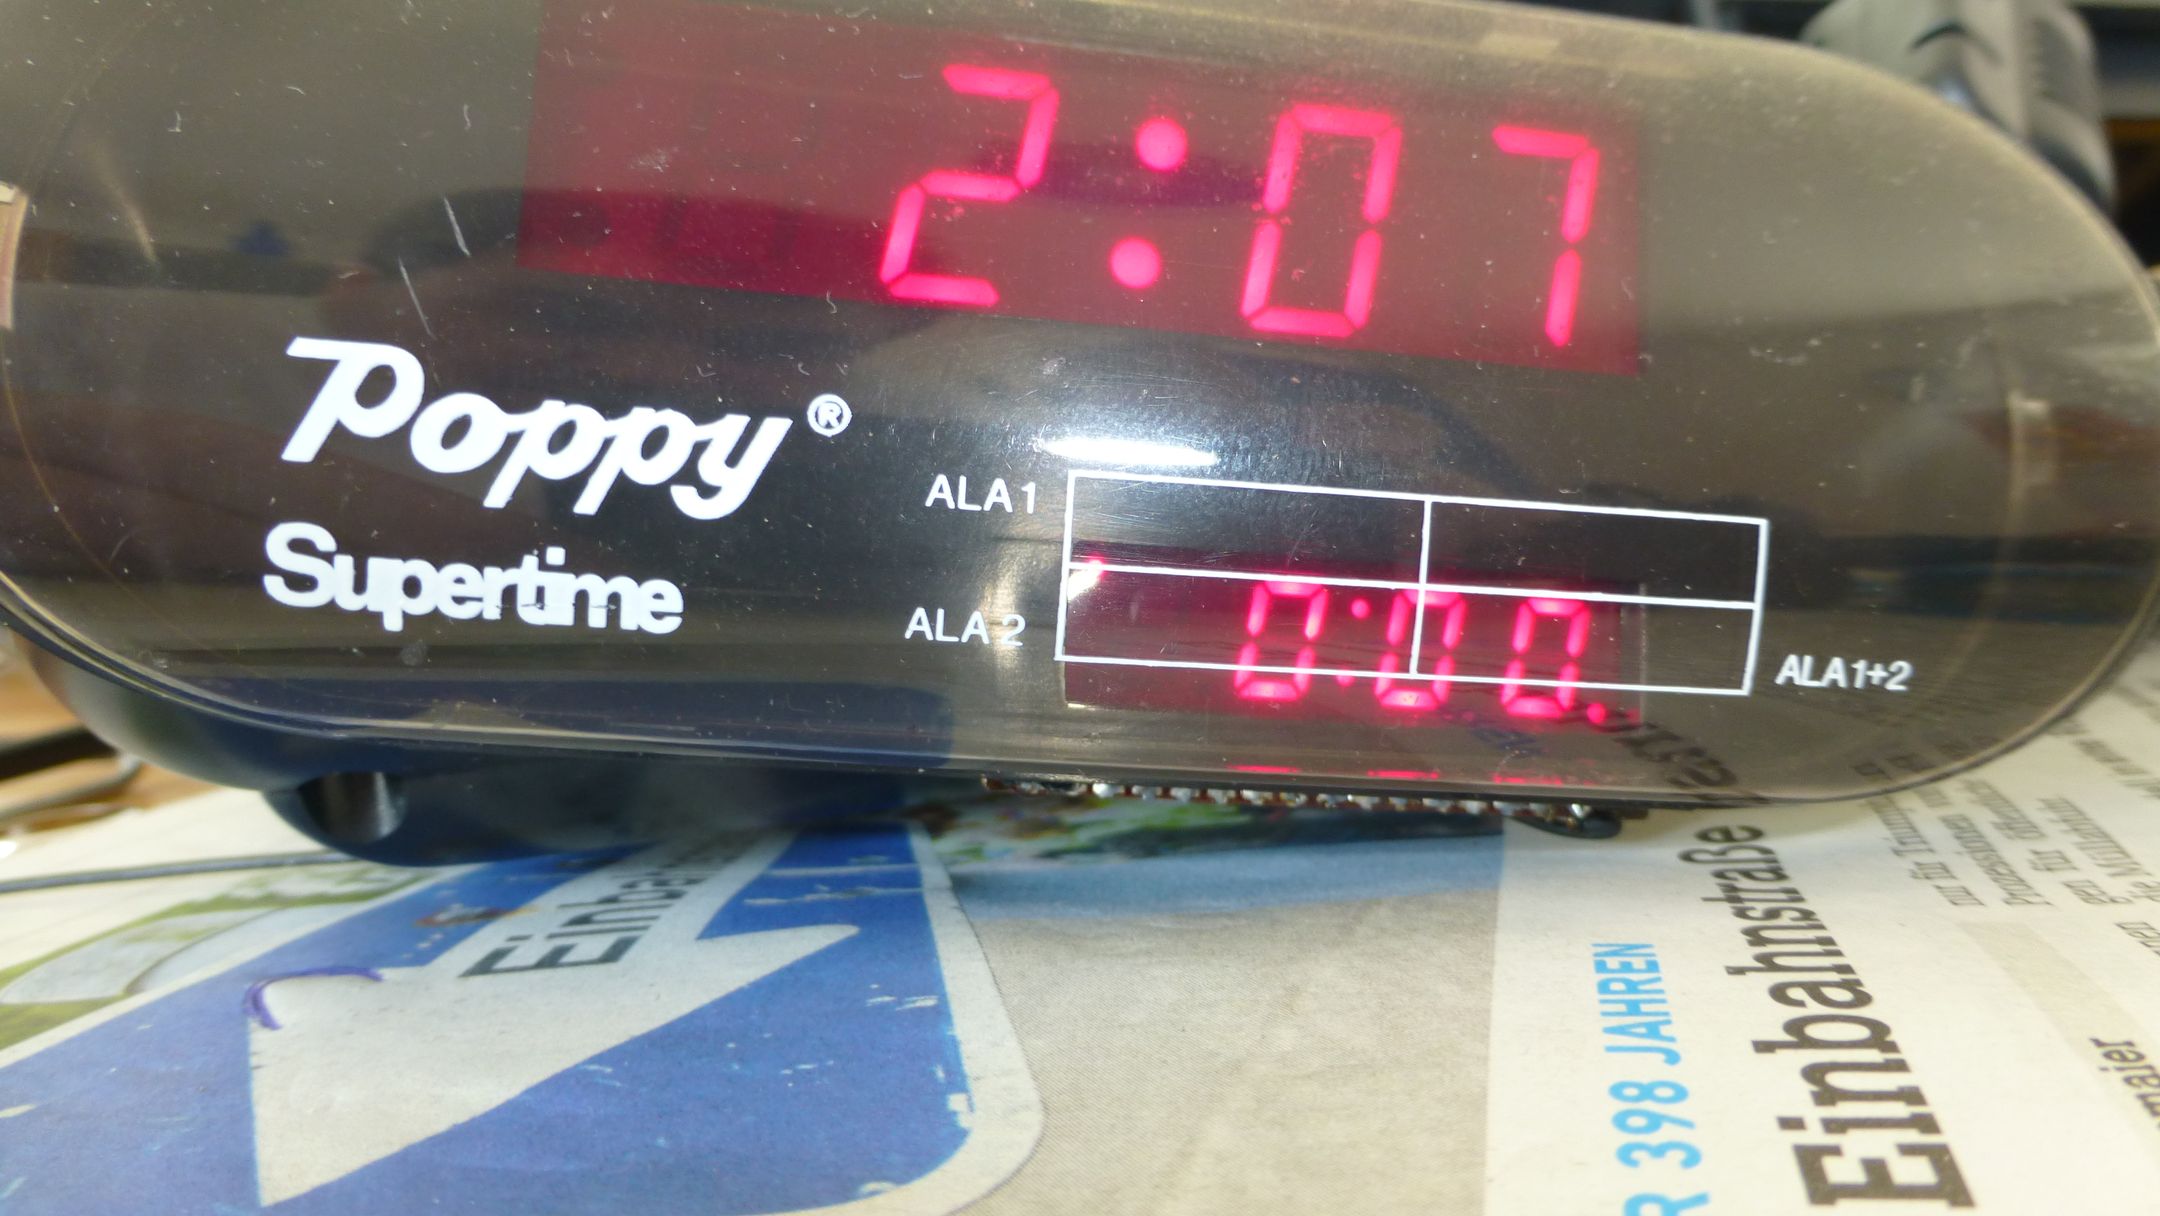 2:07
Poppy®
Supertime
ALA 1
ALA 2
0:00.
ALA 1+2
Einbahnstraße
398 JAHREN